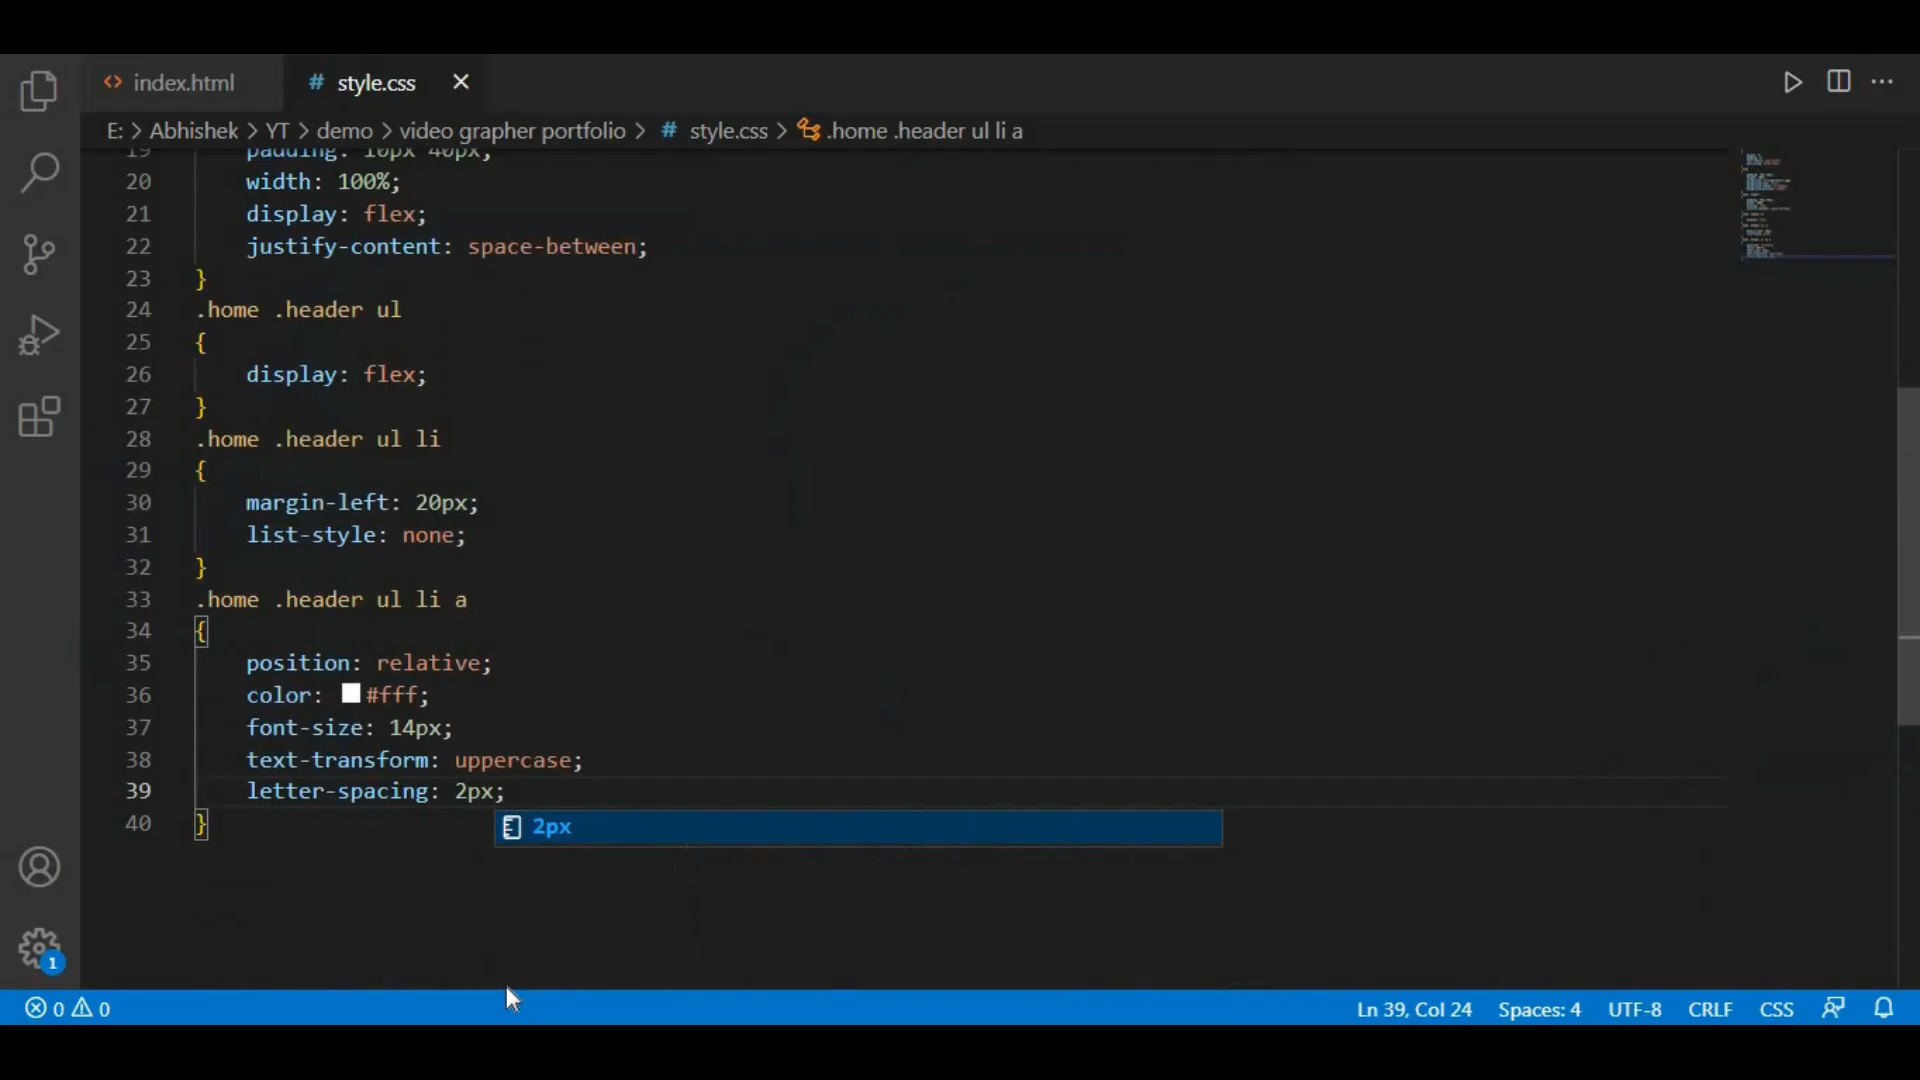 index.html
style.css
E: > Abhishek > YT > demo > video grapher portfolio > # style.css > .home .header ul li a
19 padding: 10px 40px;
20 width: 100%;
21 display: flex;
22 justify-content: space-between;
23 }
24 .home .header ul
25 {
26 display: flex;
27 }
28 .home .header ul li
29 {
30 margin-left: 20px;
31 list-style: none;
32 }
33 .home .header ul li a
34 {
35 position: relative;
36 color: #fff;
37 font-size: 14px;
38 text-transform: uppercase;
39 letter-spacing: 2px;
2px
40 }
1
0 0 Ln 39, Col 24 Spaces: 4 UTF-8 CRLF CSS